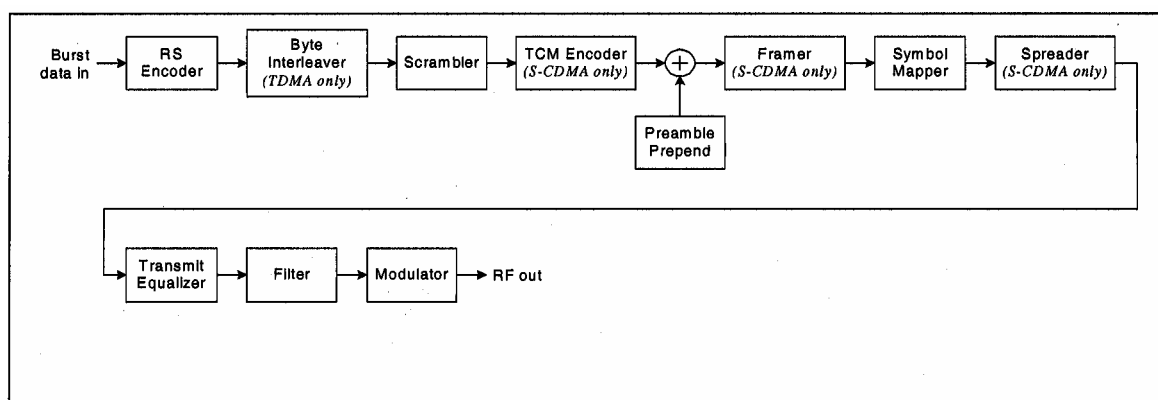 Burst
data in
RS
Encoder
Byte
Interleaver
(TDMA only)
Scrambler
TCM Encoder
(S-CDMA only)
+
Framer
(S-CDMA only)
Symbol
Mapper
Spreader
(S-CDMA only)
Preamble
Prepend
Transmit
Equalizer
Filter
Modulator
RF out